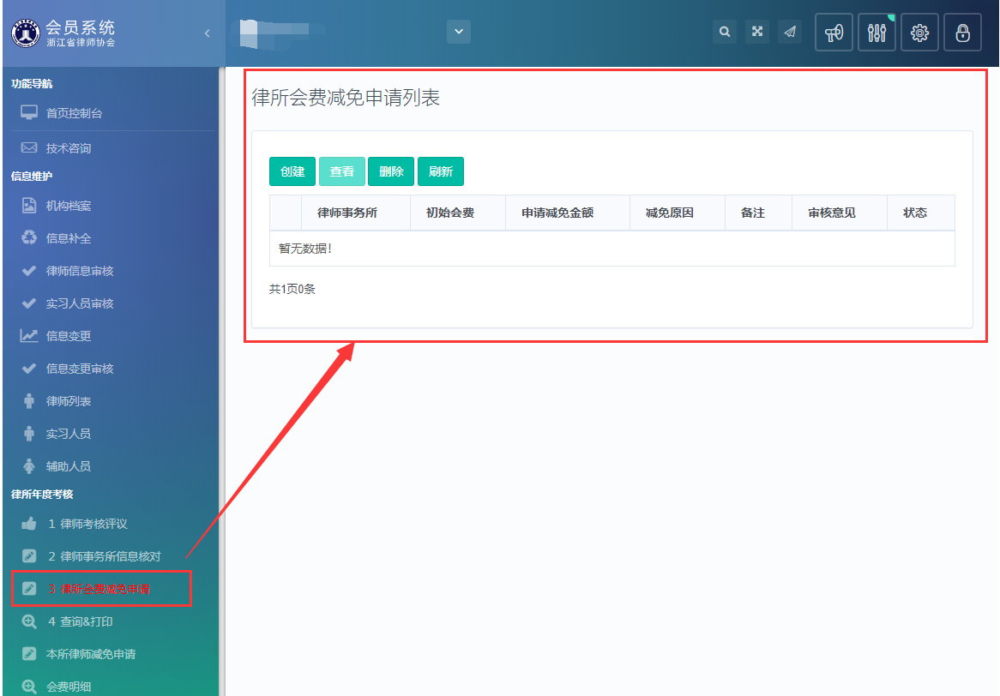 会员系统
浙江省律师协会
功能导航
首页控制台
技术咨询
信息维护
机构档案
信息补全
律师信息审核
实习人员审核
信息变更
信息变更审核
律师列表
实习人员
辅助人员
律所年度考核
1 律师考核评议
2 律师事务所信息核对
3 律所会费减免申请
4 查询&打印
本所律师减免申请
会费明细
律所会费减免申请列表
创建 查看 删除 刷新
律师事务所 初始会费 申请减免金额 减免原因 备注 审核意见 状态
暂无数据!
共1页0条